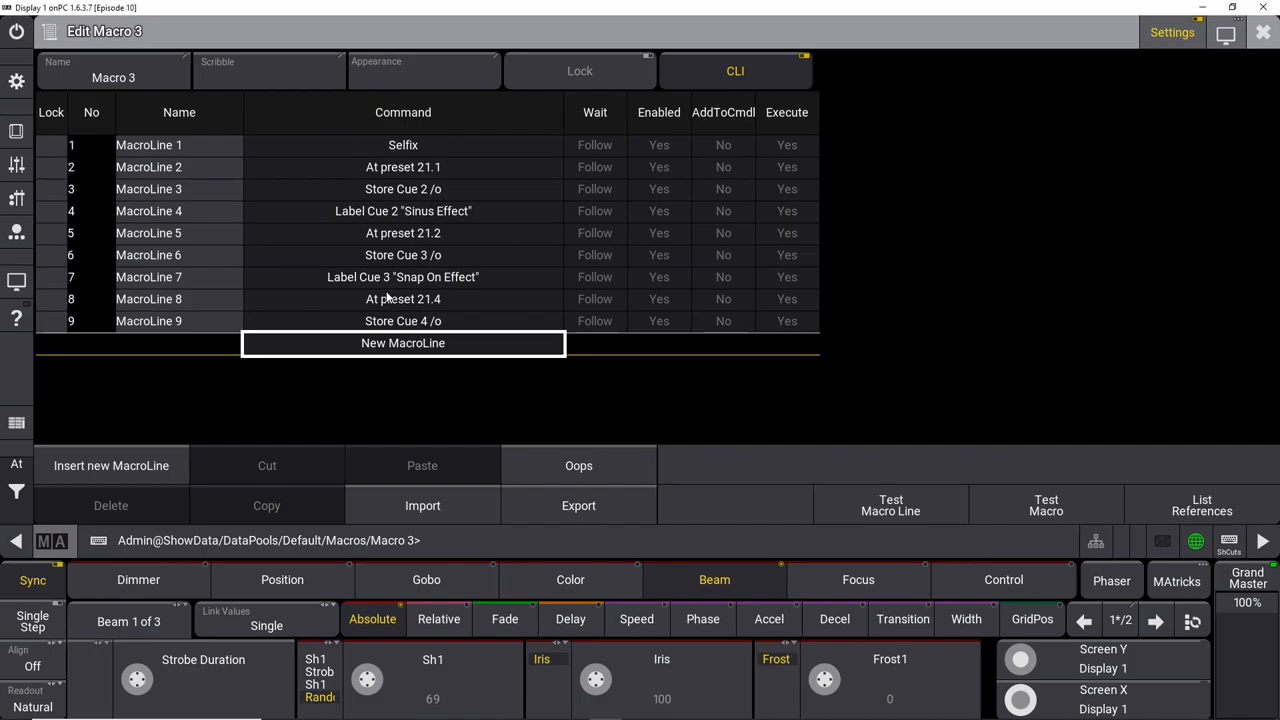 Display 1 onPC 1.6.3.7 [Episode 10]
Edit Macro 3
Settings
Name
Macro 3
Scribble
Appearance
Lock
CLI
Lock No Name Command Wait Enabled AddToCmdl Execute
1 MacroLine 1 Selfix Follow Yes No Yes
2 MacroLine 2 At preset 21.1 Follow Yes No Yes
3 MacroLine 3 Store Cue 2 /o Follow Yes No Yes
4 MacroLine 4 Label Cue 2 "Sinus Effect" Follow Yes No Yes
5 MacroLine 5 At preset 21.2 Follow Yes No Yes
6 MacroLine 6 Store Cue 3 /o Follow Yes No Yes
7 MacroLine 7 Label Cue 3 "Snap On Effect" Follow Yes No Yes
8 MacroLine 8 At preset 21.4 Follow Yes No Yes
9 MacroLine 9 Store Cue 4 /o Follow Yes No Yes
New MacroLine
?
At
Insert new MacroLine Cut Paste Oops
Delete Copy Import Export
Test
Macro Line
Test
Macro
List
References
MA
Admin@ShowData/DataPools/Default/Macros/Macro 3>
ShCuts
Sync Dimmer Position Gobo Color Beam Focus Control Phaser MAtricks
Grand
Master
100%
Single
Step
Beam 1 of 3
Link Values
Single
Absolute Relative Fade Delay Speed Phase Accel Decel Transition Width GridPos 1*/2
Align
Off
Readout
Natural
Strobe Duration
Sh1
Strob
Sh1
Rando
Sh1
69
Iris
Iris
100
Frost
Frost1
0
Screen Y
Display 1
Screen X
Display 1